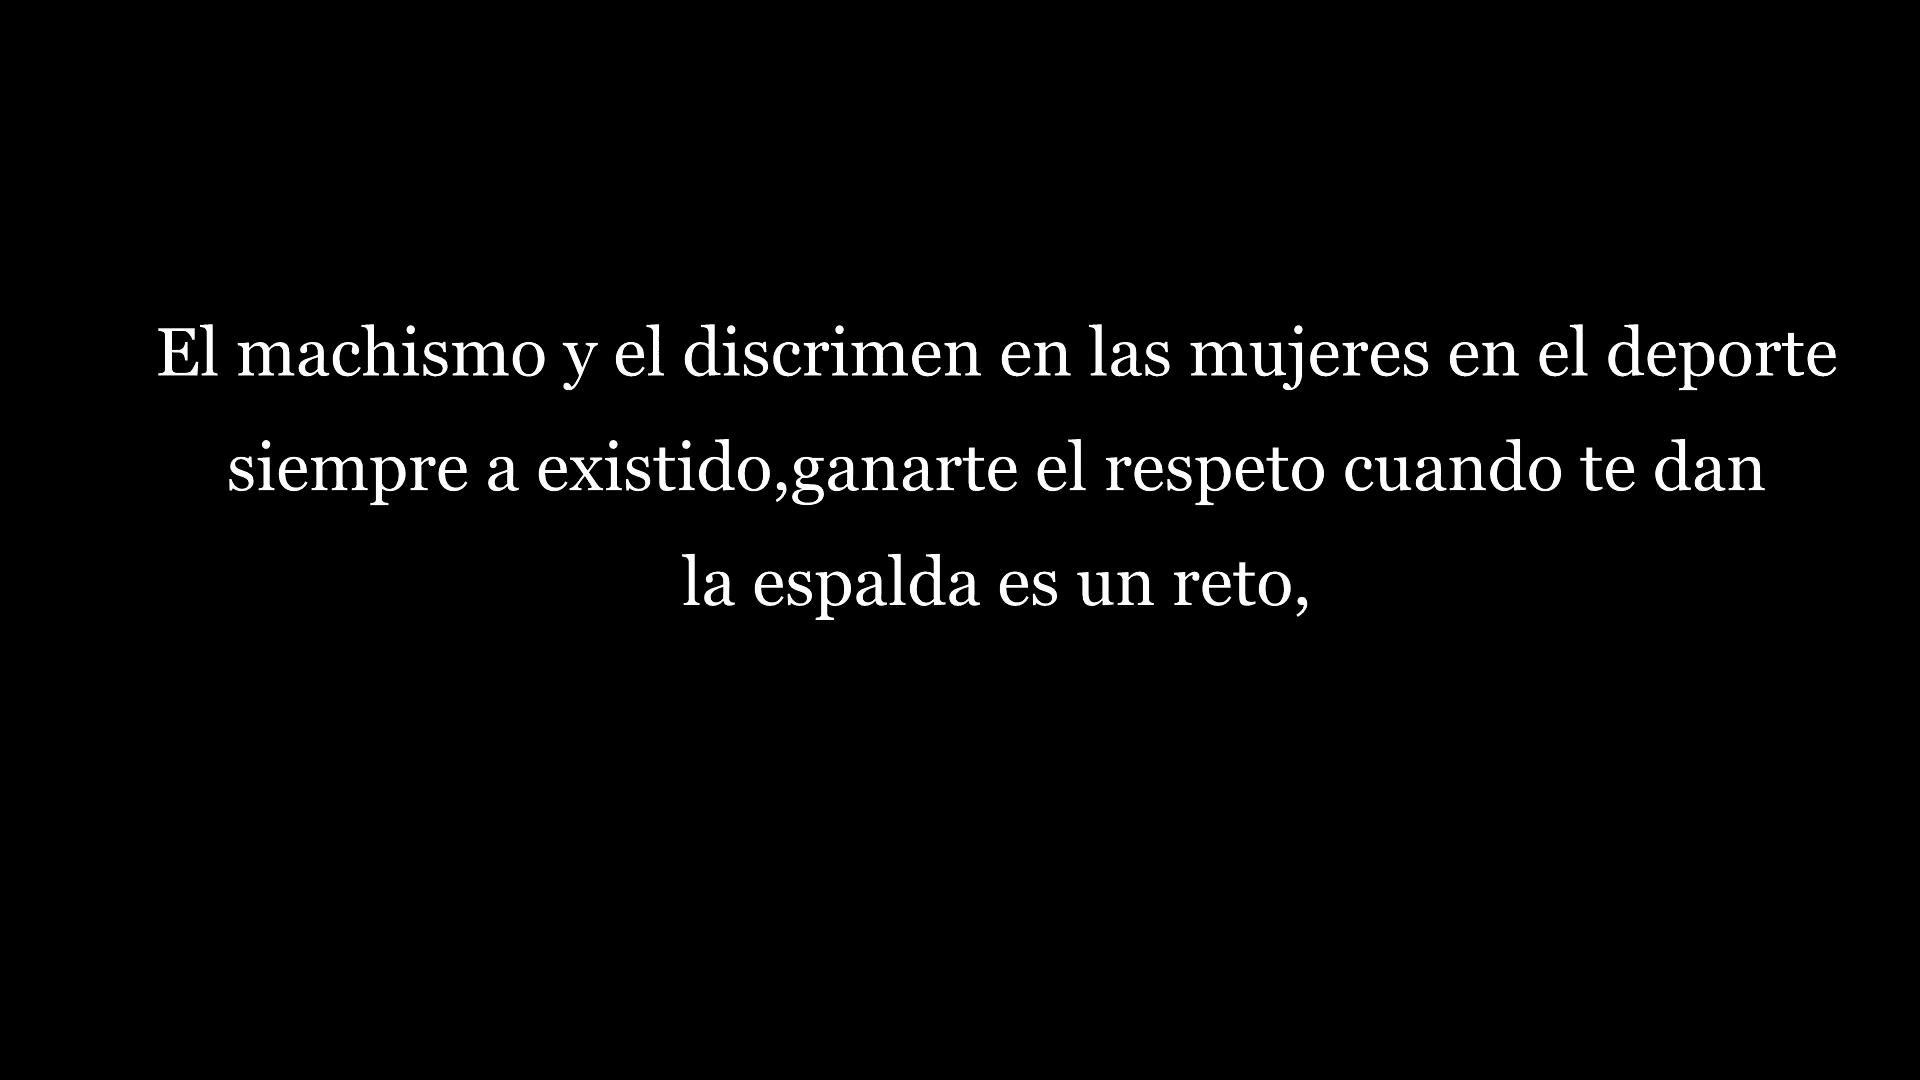 El machismo y el discrimen en las mujeres en el deporte
siempre a existido,ganarte el respeto cuando te dan
la espalda es un reto,